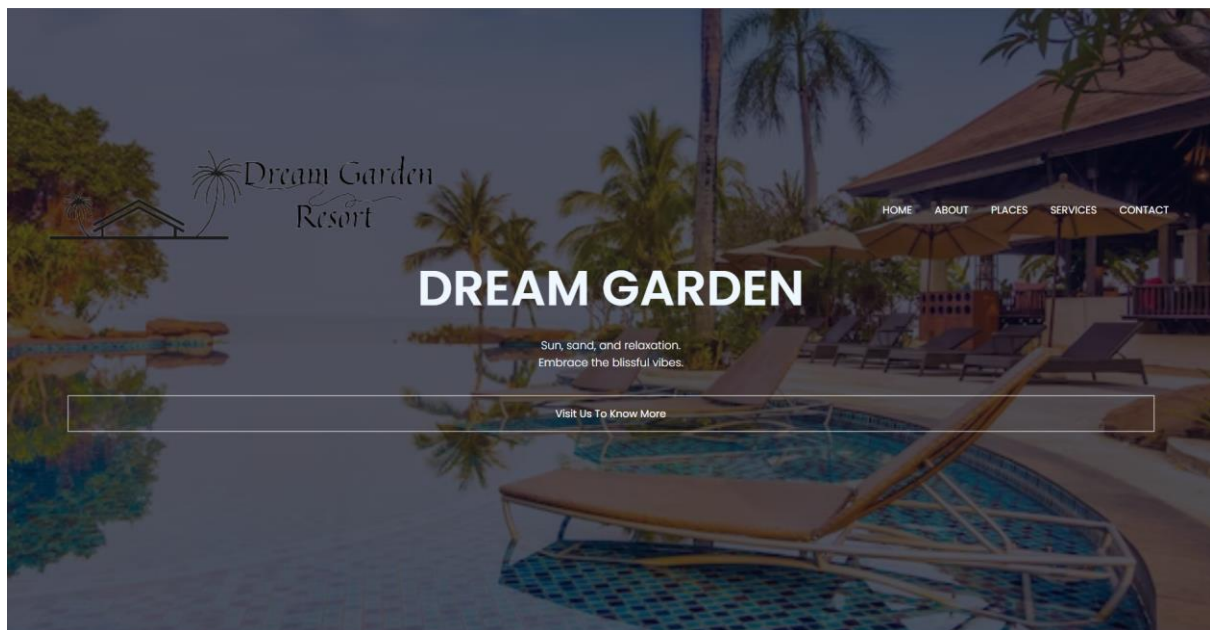 Dream Garden
Resort
HOME ABOUT PLACES SERVICES CONTACT
DREAM GARDEN
Sun, sand, and relaxation.
Embrace the blissful vibes.
Visit Us To Know More